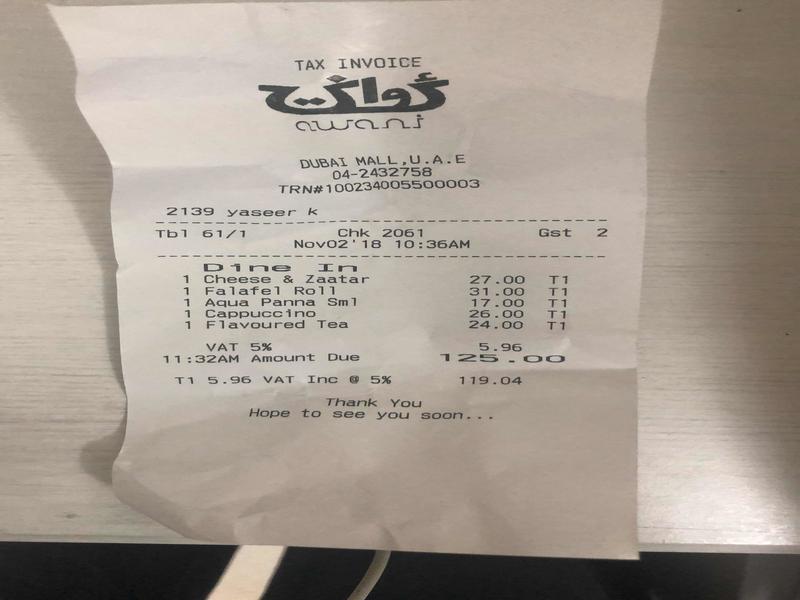 TAX INVOICE
أواني
awani
DUBAI MALL,U.A.E
04-2432758
TRN#100234005500003
2139 yaseer k
Tbl 61/1 Chk 2061 Gst 2
Nov02'18 10:36AM
Dine In
1 Cheese & Zaatar 27.00 T1
1 Falafel Roll 31.00 T1
1 Aqua Panna Sml 17.00 T1
1 Cappuccino 26.00 T1
1 Flavoured Tea 24.00 T1
VAT 5% 5.96
11:32AM Amount Due 125.00
T1 5.96 VAT Inc @ 5% 119.04
Thank You
Hope to see you soon...